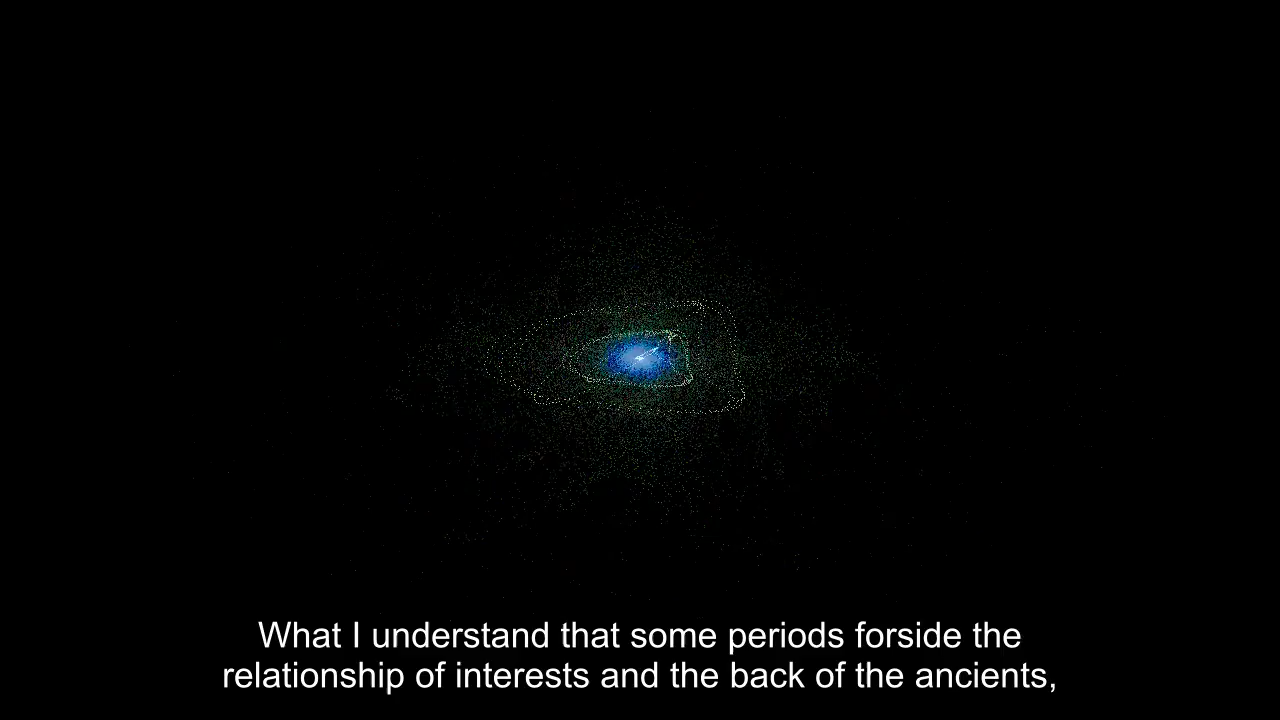 What I understand that some periods forside the
relationship of interests and the back of the ancients,